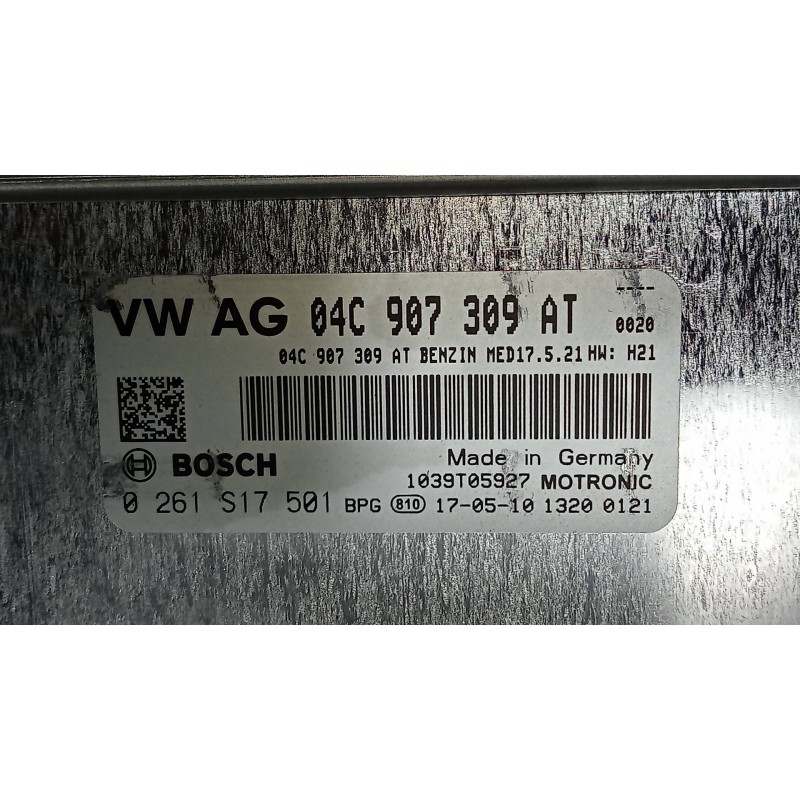 VW AG 04C 907 309 AT ---- 0020
04C 907 309 AT BENZIN MED17.5.21 HW: H21
BOSCH Made in Germany
1039T05927 MOTRONIC
0 261 S17 501 BPG 810 17-05-10 1320 0121